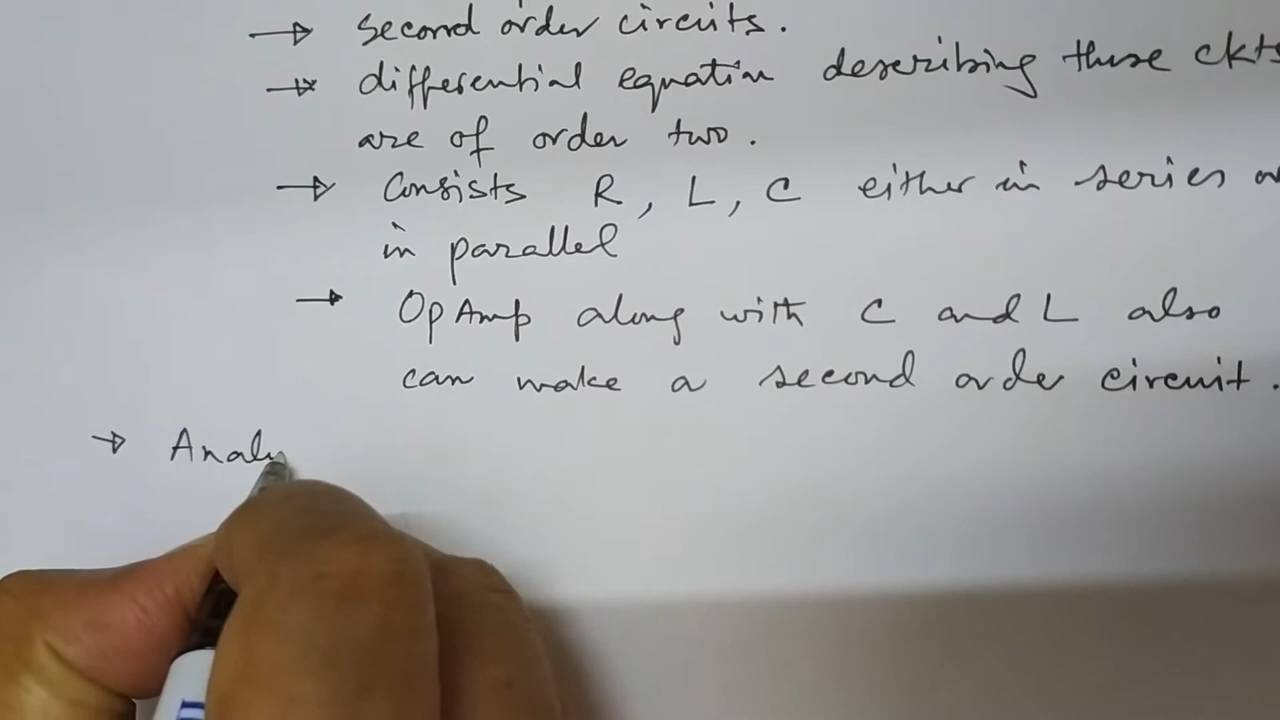 → second order circuits.
→ differential equation describing these ckts
are of order two.
→ Consists R, L, C either in series or
in parallel
→ OpAmp along with C and L also
can make a second order circuit.
→ Analy